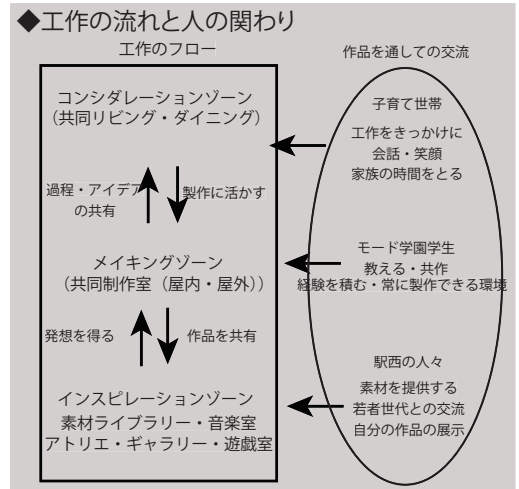 ◆工作の流れと人の関わり
工作のフロー
作品を通しての交流
コンシダレーションゾーン
（共同リビング・ダイニング）
過程・アイデア
の共有
製作に活かす
メイキングゾーン
（共同制作室（屋内・屋外））
発想を得る
作品を共有
インスピレーションゾーン
素材ライブラリー・音楽室
アトリエ・ギャラリー・遊戯室
子育て世帯
工作をきっかけに
会話・笑顔
家族の時間をとる
モード学園学生
教える・共作
経験を積む・常に製作できる環境
駅西の人々
素材を提供する
若者世代との交流
自分の作品の展示